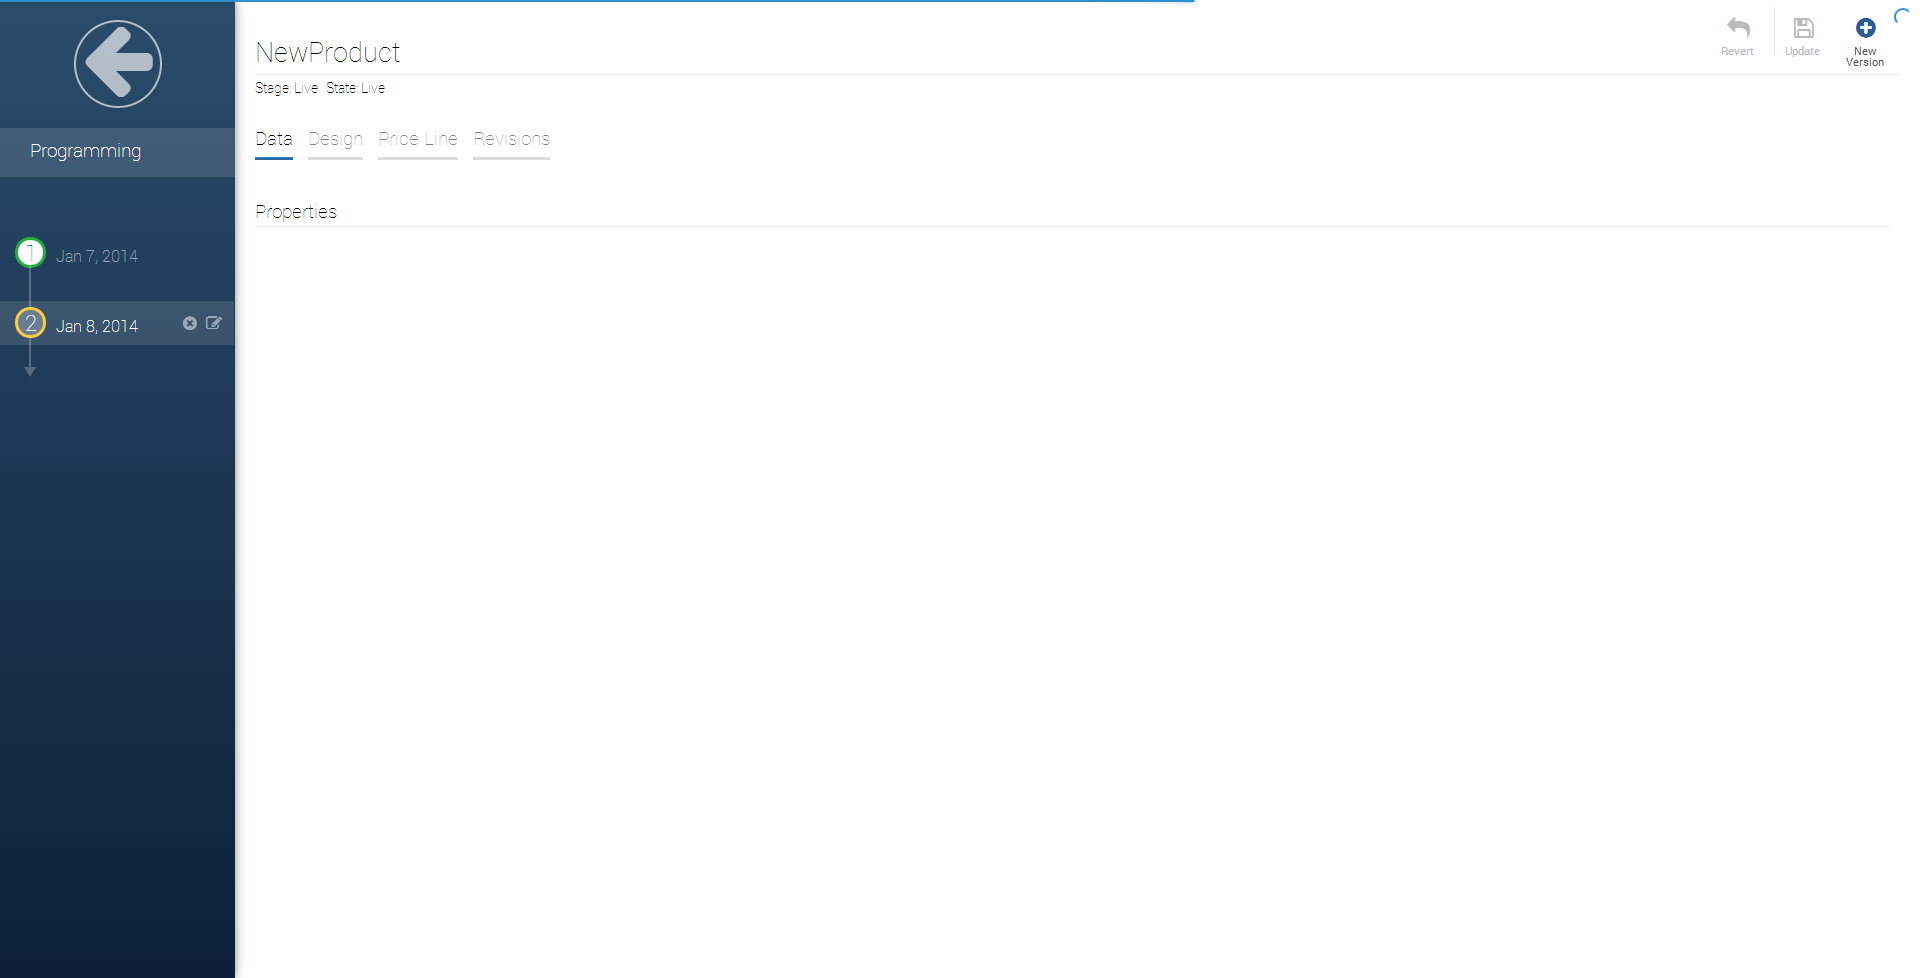 Programming
1 Jan 7, 2014
2 Jan 8, 2014
NewProduct
Revert
Update
New
Version
Stage: Live State: Live
Data Design Price Line Revisions
Properties